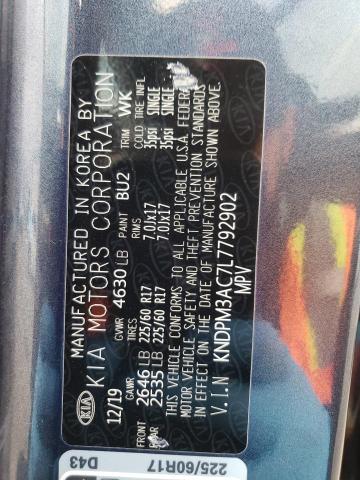 KIA
MANUFACTURED IN KOREA BY
KIA MOTORS CORPORATION
12/19 GVWR 4630 LB PAINT BU2 TRIM WK
GAWR TIRES RIMS COLD TIRE INFL
FRONT 2646 LB 225/60 R17 7.0Jx17 35psi SINGLE
REAR 2535 LB 225/60 R17 7.0Jx17 35psi SINGLE
THIS VEHICLE CONFORMS TO ALL APPLICABLE U.S.A. FEDERAL
MOTOR VEHICLE SAFETY AND THEFT PREVENTION STANDARDS
IN EFFECT ON THE DATE OF MANUFACTURE SHOWN ABOVE.
V.I.N KNDPM3AC7L7792902
MPV
D43
225/60R17